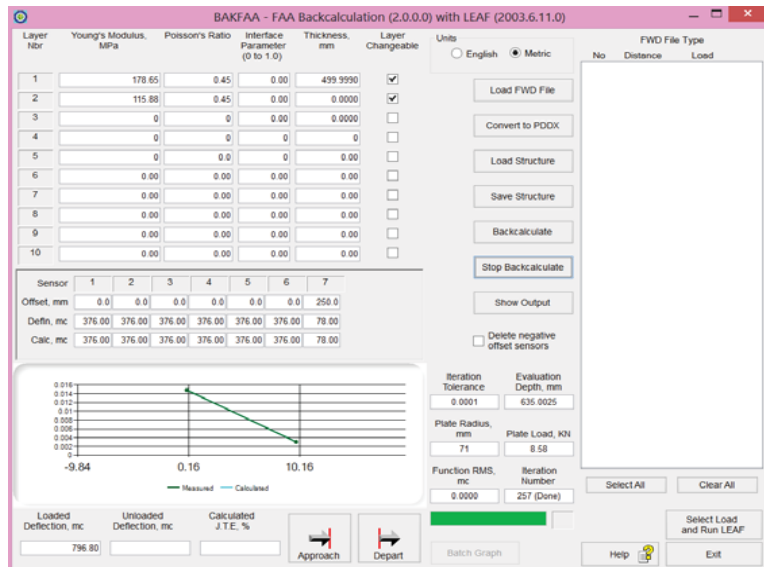 BAKFAA - FAA Backcalculation (2.0.0.0) with LEAF (2003.6.11.0)
Layer Nbr Young's Modulus, MPa Poisson's Ratio Interface Parameter (0 to 1.0) Thickness, mm Layer Changeable
1 178.65 0.45 0.00 499.9990
2 115.88 0.45 0.00 0.0000
3 0 0 0.00 0.0000
4 0 0 0 0
5 0 0.0 0 0.00
6 0.00 0.00 0.00 0.00
7 0.00 0.00 0.00 0.00
8 0.00 0.00 0.00 0.00
9 0.00 0.00 0.00 0.00
10 0.00 0.00 0.00 0.00
Sensor 1 2 3 4 5 6 7
Offset, mm 0.0 0.0 0.0 0.0 0.0 0.0 250.0
Defln, mc 376.00 376.00 376.00 376.00 376.00 376.00 78.00
Calc, mc 376.00 376.00 376.00 376.00 376.00 376.00 78.00
0.016
0.014
0.012
0.01
0.008
0.006
0.004
0.002
0
-9.84 0.16 10.16
Measured Calculated
Loaded Deflection, mc Unloaded Deflection, mc Calculated J.T.E, %
796.80
Approach Depart
Units
English Metric
Load FWD File
Convert to PDDX
Load Structure
Save Structure
Backcalculate
Stop Backcalculate
Show Output
Delete negative offset sensors
Iteration Tolerance Evaluation Depth, mm
0.0001 635.0025
Plate Radius, mm Plate Load, KN
71 8.58
Function RMS, mc Iteration Number
0.0000 257 (Done)
Batch Graph
FWD File Type
No Distance Load
Select All Clear All
Select Load and Run LEAF
Help Exit